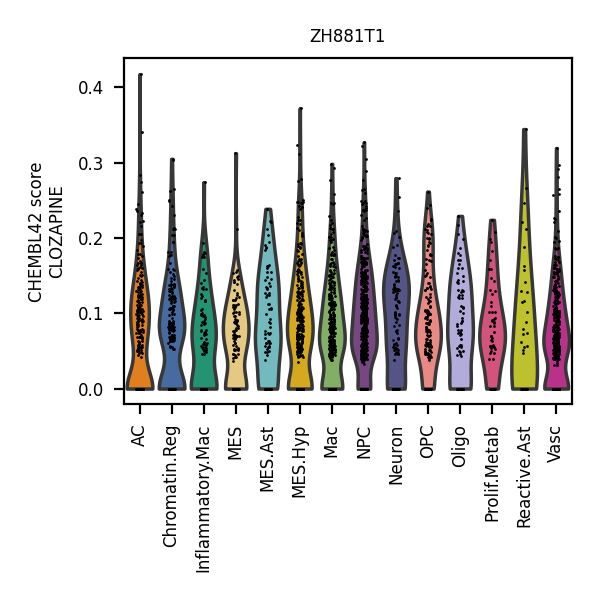 ZH881T1
CHEMBL42 score
CLOZAPINE
0.4
0.3
0.2
0.1
0.0
AC
Chromatin.Reg
Inflammatory.Mac
MES
MES.Ast
MES.Hyp
Mac
NPC
Neuron
OPC
Oligo
Prolif.Metab
Reactive.Ast
Vasc